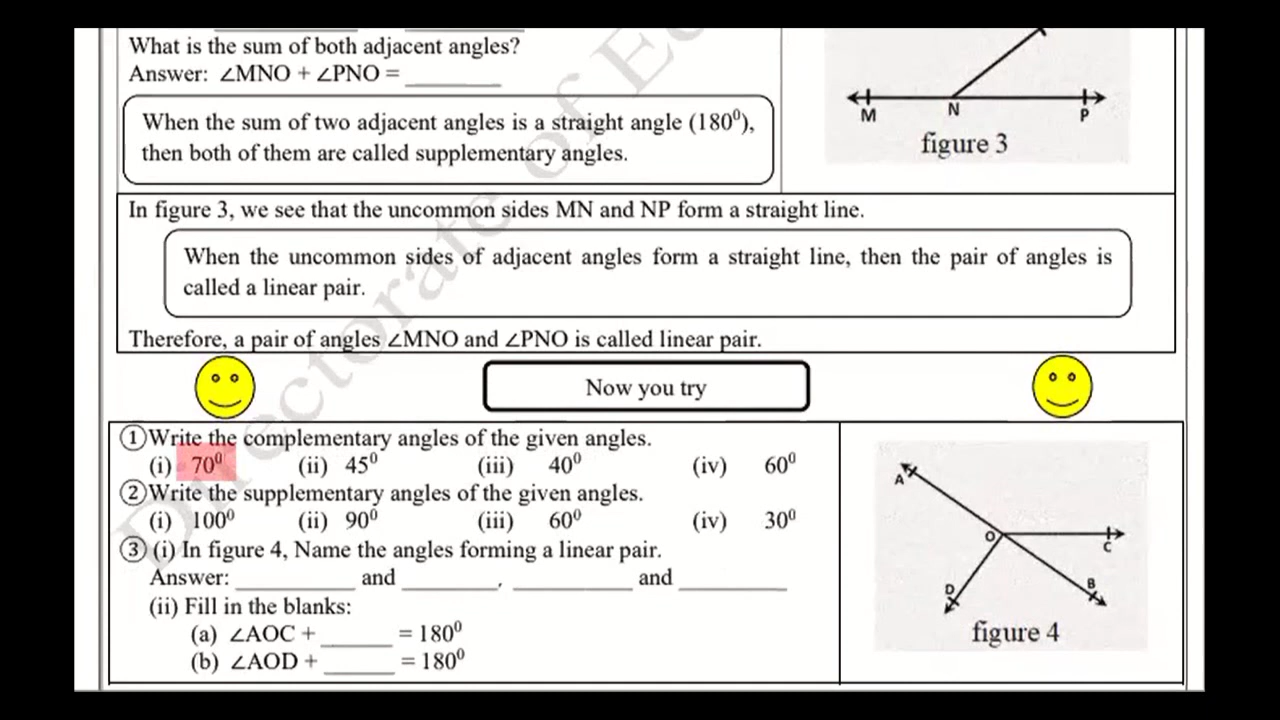 What is the sum of both adjacent angles?
Answer: ∠MNO + ∠PNO = ________
When the sum of two adjacent angles is a straight angle (180⁰),
then both of them are called supplementary angles.
M N P
figure 3
In figure 3, we see that the uncommon sides MN and NP form a straight line.
When the uncommon sides of adjacent angles form a straight line, then the pair of angles is
called a linear pair.
Therefore, a pair of angles ∠MNO and ∠PNO is called linear pair.
Now you try
① Write the complementary angles of the given angles.
(i) 70⁰ (ii) 45⁰ (iii) 40⁰ (iv) 60⁰
② Write the supplementary angles of the given angles.
(i) 100⁰ (ii) 90⁰ (iii) 60⁰ (iv) 30⁰
③ (i) In figure 4, Name the angles forming a linear pair.
Answer: __________ and ________, __________ and _________
(ii) Fill in the blanks:
(a) ∠AOC + ______ = 180⁰
(b) ∠AOD + ______ = 180⁰
A
O
C
D
B
figure 4
Directorate of